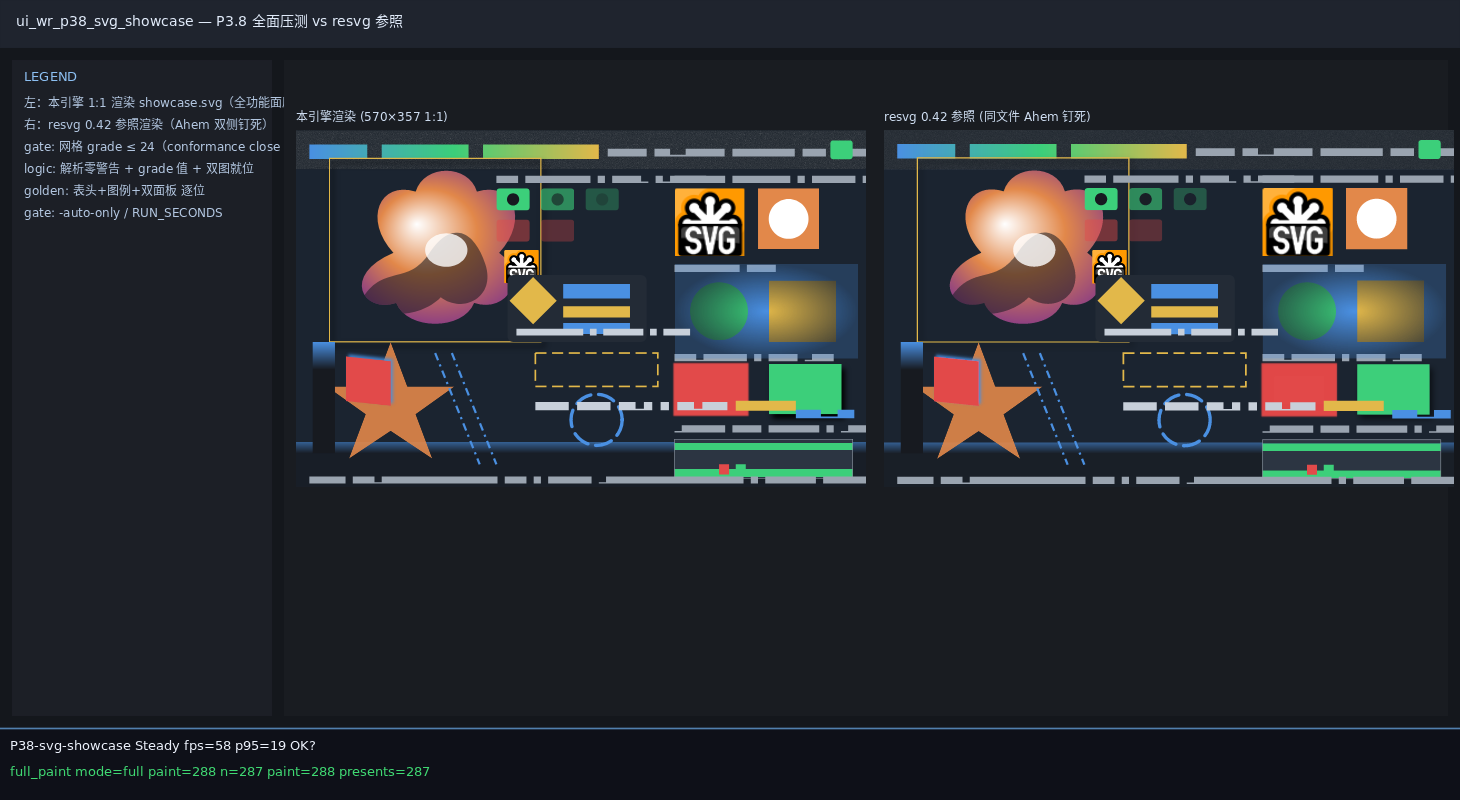 ui_wr_p38_svg_showcase — P3.8 全面压测 vs resvg 参照
LEGEND
左：本引擎 1:1 渲染 showcase.svg（全功能面
右：resvg 0.42 参照渲染（Ahem 双侧钉死）
gate: 网格 grade ≤ 24（conformance close
logic: 解析零警告 + grade 值 + 双图就位
golden: 表头+图例+双面板 逐位
gate: -auto-only / RUN_SECONDS
本引擎渲染 (570×357 1:1)
resvg 0.42 参照 (同文件 Ahem 钉死)
SVG
SVG
SVG
SVG
P38-svg-showcase Steady fps=58 p95=19 OK?
full_paint mode=full paint=288 n=287 paint=288 presents=287